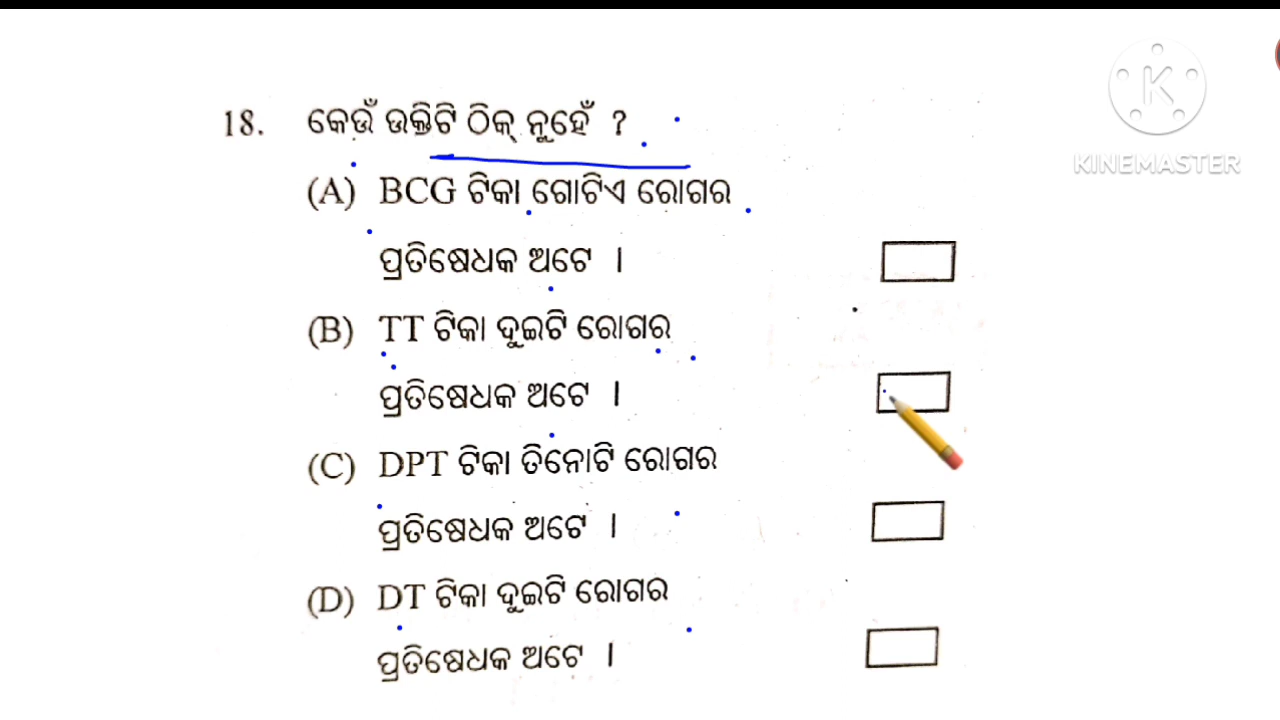 KINEMASTER
18. କେଉଁ ଉକ୍ତିଟି ଠିକ୍ ନୁହେଁ ?
(A) BCG ଟିକା ଗୋଟିଏ ରୋଗର
ପ୍ରତିଷେଧକ ଅଟେ ।
(B) TT ଟିକା ଦୁଇଟି ରୋଗର
ପ୍ରତିଷେଧକ ଅଟେ ।
(C) DPT ଟିକା ତିନୋଟି ରୋଗର
ପ୍ରତିଷେଧକ ଅଟେ ।
(D) DT ଟିକା ଦୁଇଟି ରୋଗର
ପ୍ରତିଷେଧକ ଅଟେ ।